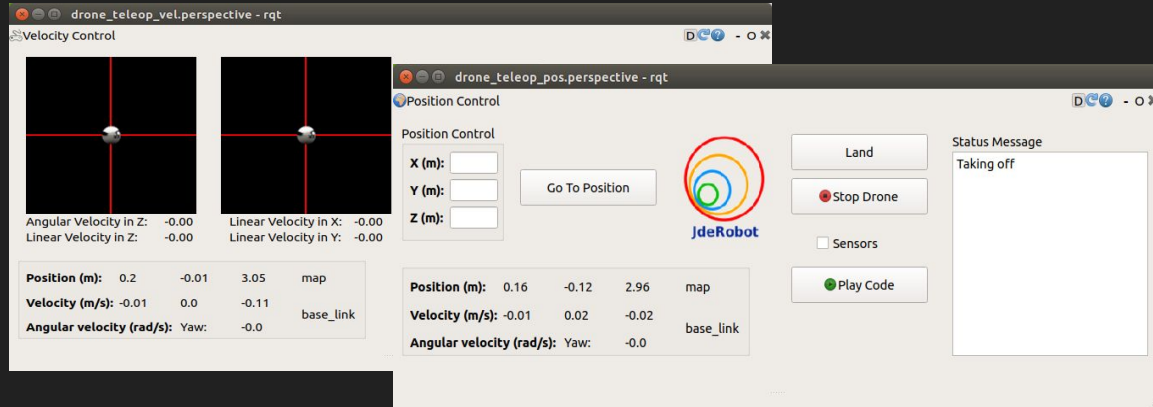 drone_teleop_vel.perspective - rqt
Velocity Control
D ? - O ✖
Angular Velocity in Z: -0.00
Linear Velocity in Z: -0.00
Linear Velocity in X: -0.00
Linear Velocity in Y: -0.00
Position (m): 0.2 -0.01 3.05 map
Velocity (m/s): -0.01 0.0 -0.11
base_link
Angular velocity (rad/s): Yaw: -0.0
drone_teleop_pos.perspective - rqt
Position Control
D ? - O
Position Control
X (m):
Y (m):
Z (m):
Go To Position
JdeRobot
Position (m): 0.16 -0.12 2.96 map
Velocity (m/s): -0.01 0.02 -0.02
base_link
Angular velocity (rad/s): Yaw: -0.0
Land
Stop Drone
Sensors
Play Code
Status Message
Taking off